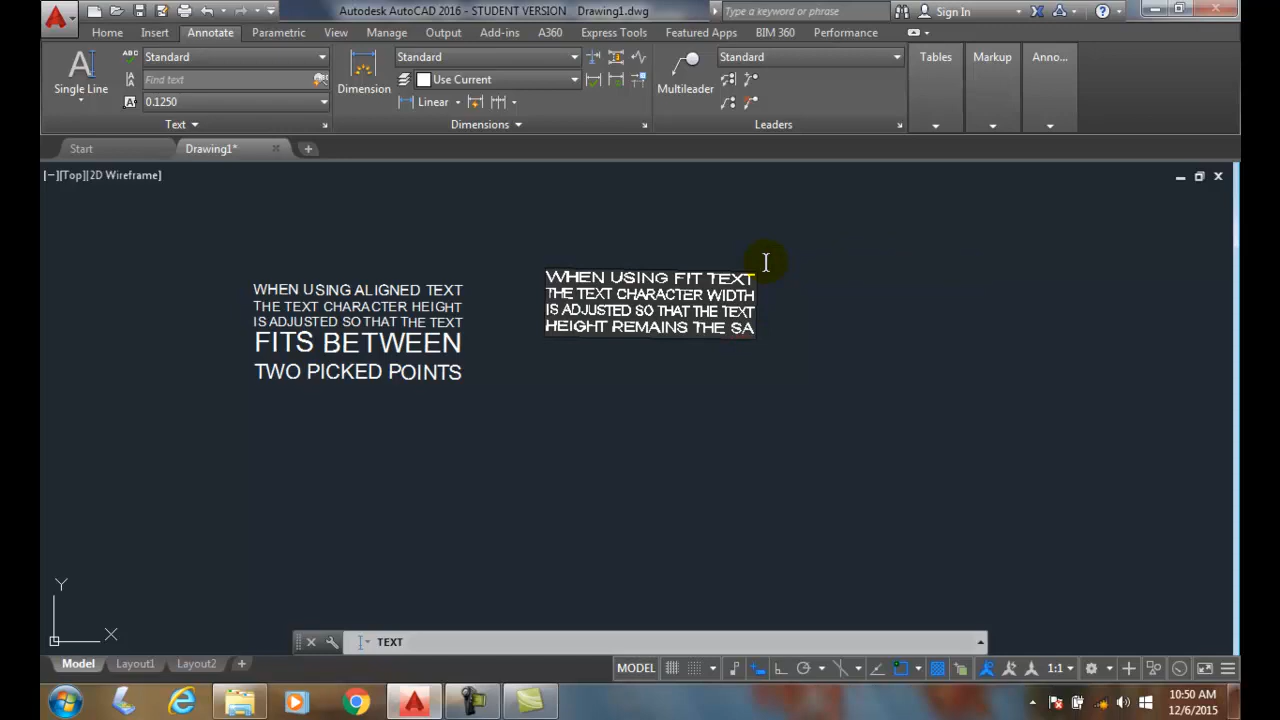 Autodesk AutoCAD 2016 - STUDENT VERSION Drawing1.dwg
Type a keyword or phrase
Sign In
Home Insert Annotate Parametric View Manage Output Add-ins A360 Express Tools Featured Apps BIM 360 Performance
Single Line
Standard
Find text
0.1250
Text
Dimension
Standard
Use Current
Linear
Dimensions
Multileader
Standard
Leaders
Tables
Markup
Anno...
Start
Drawing1*
[−][Top][2D Wireframe]
WHEN USING ALIGNED TEXT
THE TEXT CHARACTER HEIGHT
IS ADJUSTED SO THAT THE TEXT
FITS BETWEEN
TWO PICKED POINTS
WHEN USING FIT TEXT
THE TEXT CHARACTER WIDTH
IS ADJUSTED SO THAT THE TEXT
HEIGHT REMAINS THE SA
Y
X
TEXT
Model Layout1 Layout2
MODEL
1:1
10:50 AM
12/6/2015